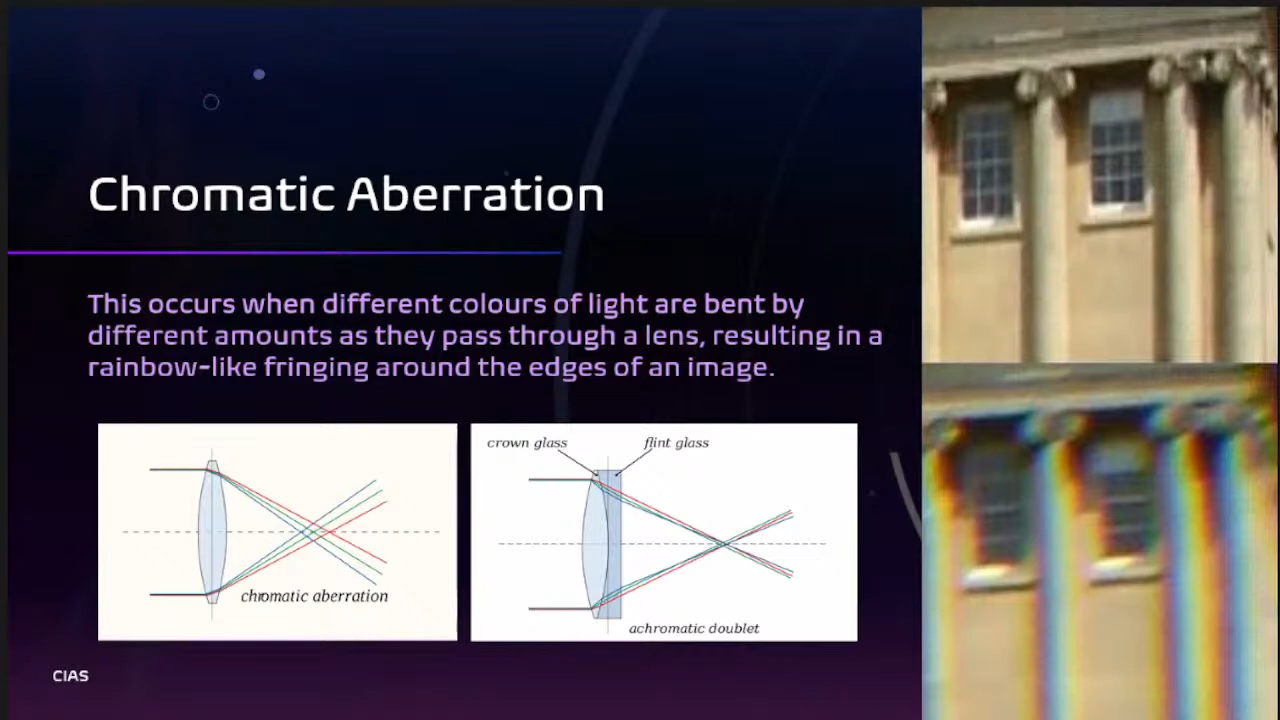 Chromatic Aberration
This occurs when different colours of light are bent by
different amounts as they pass through a lens, resulting in a
rainbow-like fringing around the edges of an image.
chromatic aberration
crown glass
flint glass
achromatic doublet
CIAS